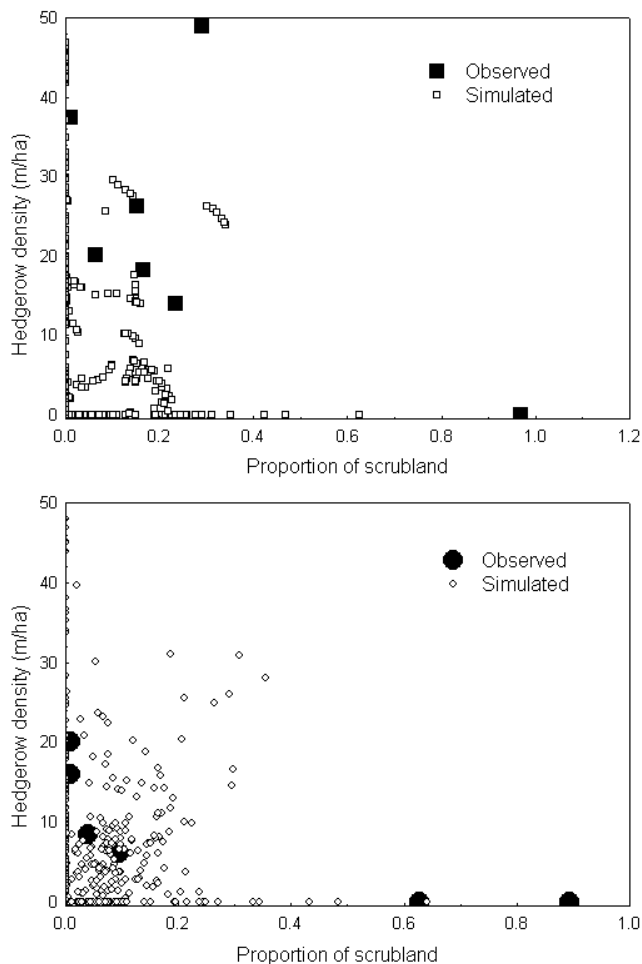 50
40
30
20
10
0
Hedgerow density (m/ha)
Observed
Simulated
0.0 0.2 0.4 0.6 0.8 1.0 1.2
Proportion of scrubland
50
40
30
20
10
0
Hedgerow density (m/ha)
Observed
Simulated
0.0 0.2 0.4 0.6 0.8 1.0
Proportion of scrubland